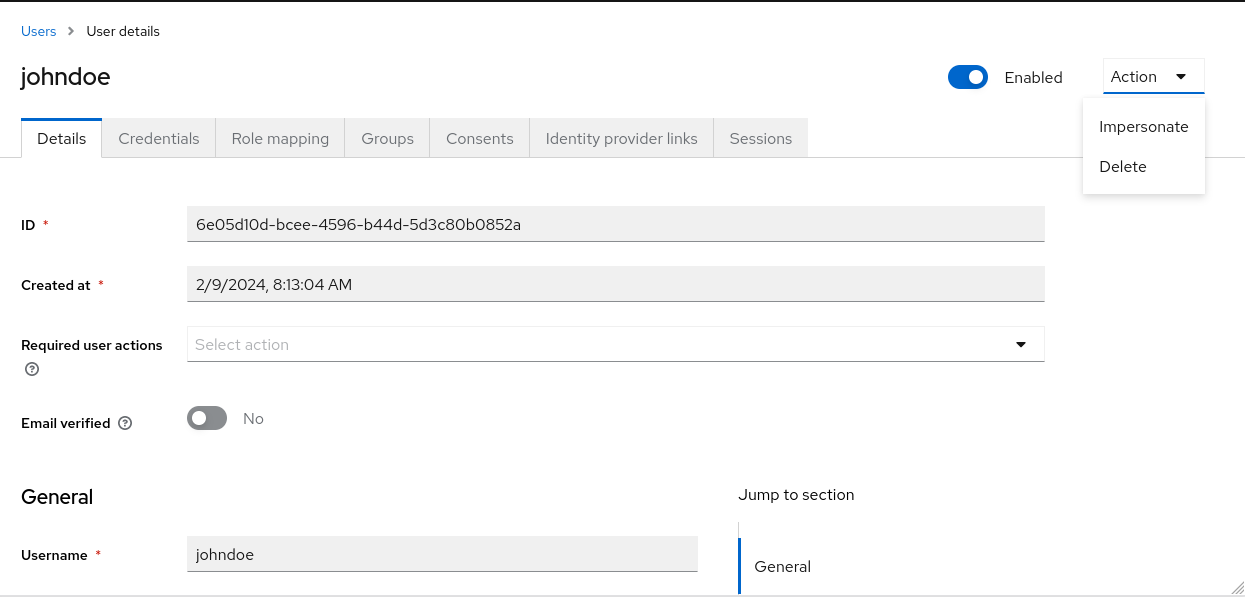 Users > User details
johndoe
Enabled
Action
Impersonate
Delete
Details Credentials Role mapping Groups Consents Identity provider links Sessions
ID * 6e05d10d-bcee-4596-b44d-5d3c80b0852a
Created at * 2/9/2024, 8:13:04 AM
Required user actions Select action
Email verified No
General
Username * johndoe
Jump to section
General